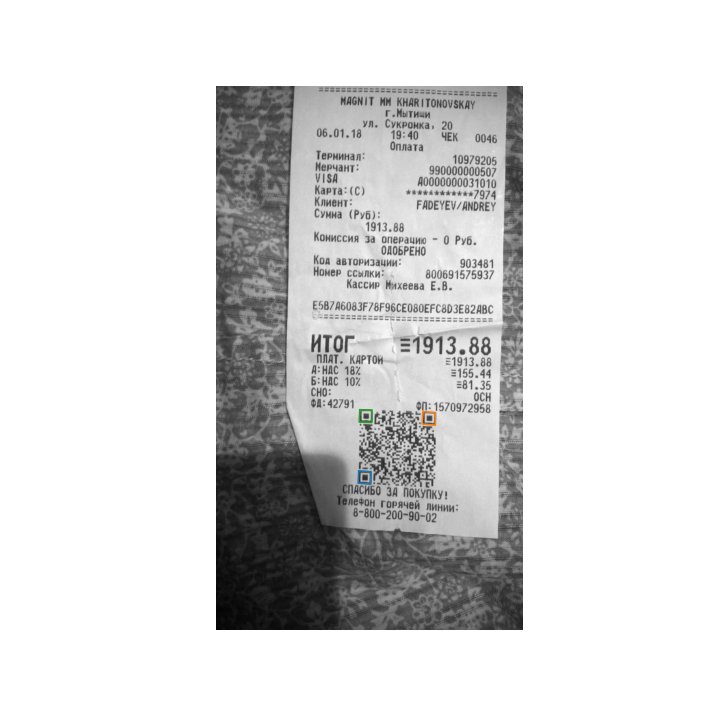 MAGNIT MM KHARITONOVSKAY
г.Мытищи
ул. Сукромка, 20
06.01.18 19:40 ЧЕК 0046
Оплата
Терминал: 10979205
Мерчант: 990000000507
VISA A0000000031010
Карта:(C) ************7974
Клиент: FADEYEV/ANDREY
Сумма (Руб):
1913.88
Комиссия за операцию - 0 Руб.
ОДОБРЕНО
Код авторизации: 903481
Номер ссылки: 800691575937
Кассир Михеева Е.В.
E5B7A6083F78F96CE080EFC8D3E82ABC
ИТОГ ≡1913.88
ПЛАТ. КАРТОЙ ≡1913.88
А:НДС 18% ≡155.44
Б:НДС 10% ≡81.35
СНО: ОСН
ФД:42791 ФП:1570972958
СПАСИБО ЗА ПОКУПКУ!
Телефон горячей линии:
8-800-200-90-02